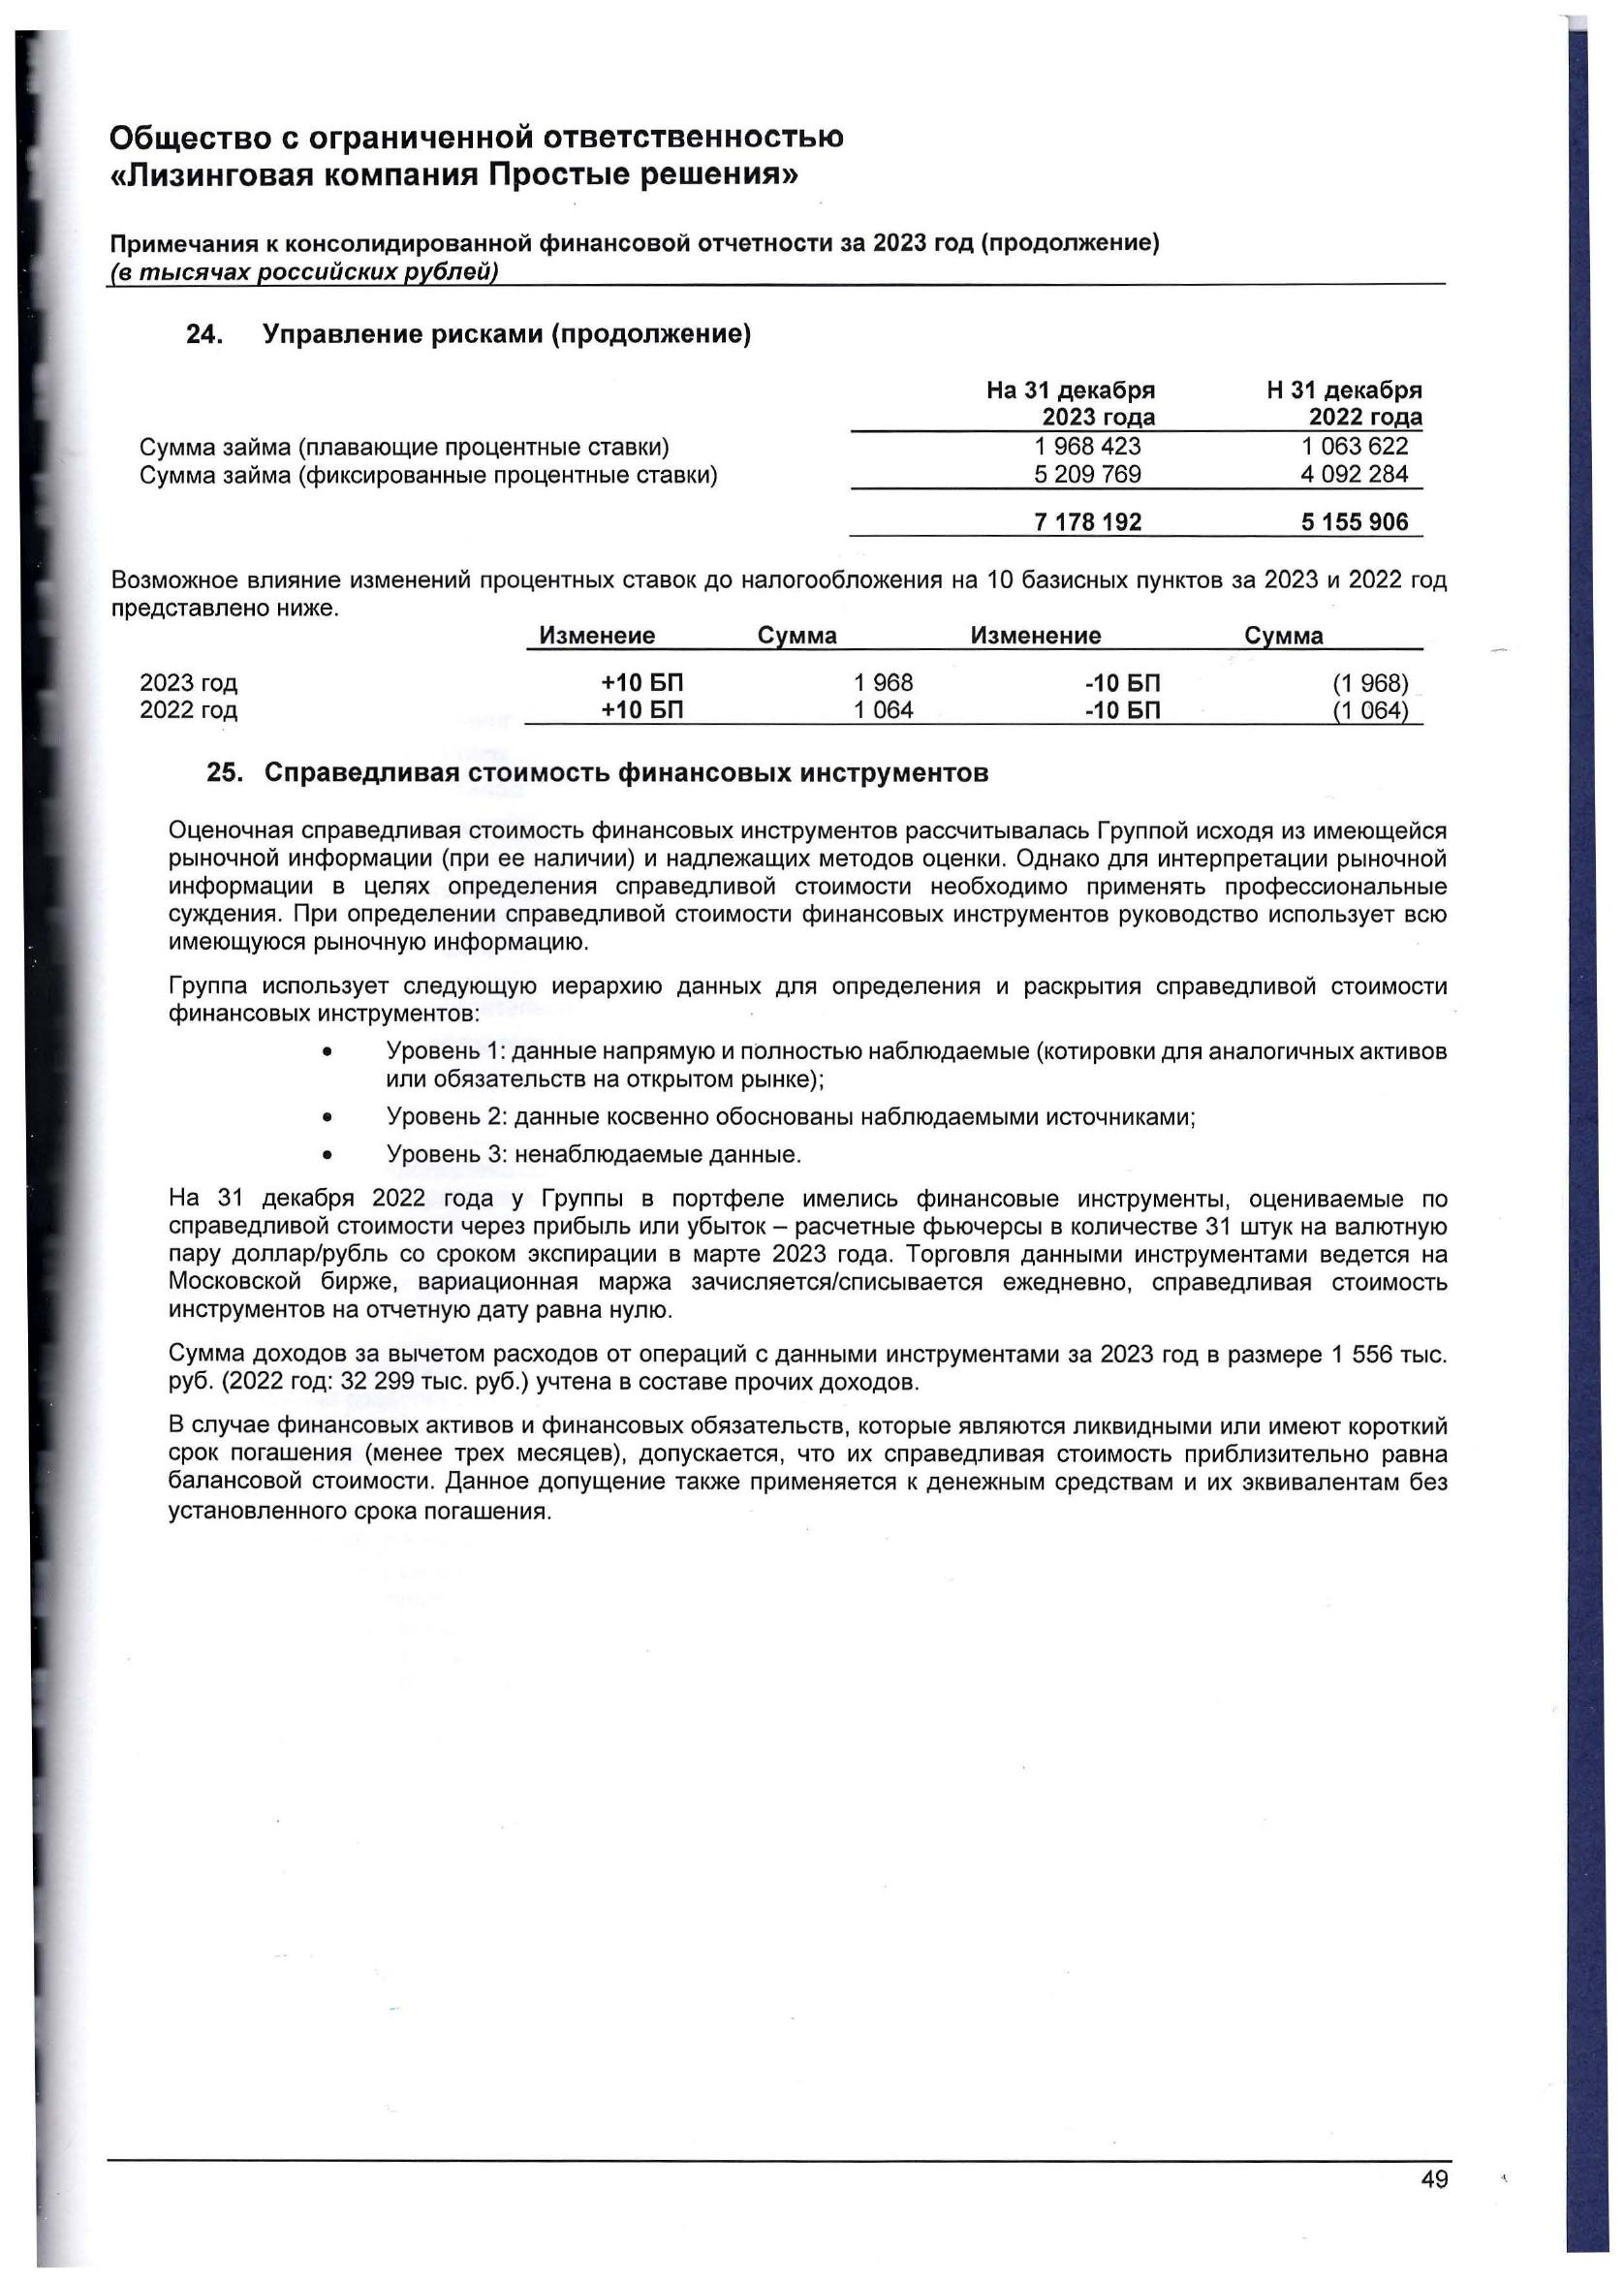 Общество с ограниченной ответственностью
«Лизинговая компания Простые решения»
Примечания к консолидированной финансовой отчетности за 2023 год (продолжение)
(в тысячах российских рублей)
24. Управление рисками (продолжение)
На 31 декабря 2023 года Н 31 декабря 2022 года
Сумма займа (плавающие процентные ставки) 1 968 423 1 063 622
Сумма займа (фиксированные процентные ставки) 5 209 769 4 092 284
7 178 192 5 155 906
Возможное влияние изменений процентных ставок до налогообложения на 10 базисных пунктов за 2023 и 2022 год
представлено ниже.
Изменеие Сумма Изменение Сумма
2023 год +10 БП 1 968 -10 БП (1 968)
2022 год +10 БП 1 064 -10 БП (1 064)
25. Справедливая стоимость финансовых инструментов
Оценочная справедливая стоимость финансовых инструментов рассчитывалась Группой исходя из имеющейся
рыночной информации (при ее наличии) и надлежащих методов оценки. Однако для интерпретации рыночной
информации в целях определения справедливой стоимости необходимо применять профессиональные
суждения. При определении справедливой стоимости финансовых инструментов руководство использует всю
имеющуюся рыночную информацию.
Группа использует следующую иерархию данных для определения и раскрытия справедливой стоимости
финансовых инструментов:
• Уровень 1: данные напрямую и полностью наблюдаемые (котировки для аналогичных активов
или обязательств на открытом рынке);
• Уровень 2: данные косвенно обоснованы наблюдаемыми источниками;
• Уровень 3: ненаблюдаемые данные.
На 31 декабря 2022 года у Группы в портфеле имелись финансовые инструменты, оцениваемые по
справедливой стоимости через прибыль или убыток – расчетные фьючерсы в количестве 31 штук на валютную
пару доллар/рубль со сроком экспирации в марте 2023 года. Торговля данными инструментами ведется на
Московской бирже, вариационная маржа зачисляется/списывается ежедневно, справедливая стоимость
инструментов на отчетную дату равна нулю.
Сумма доходов за вычетом расходов от операций с данными инструментами за 2023 год в размере 1 556 тыс.
руб. (2022 год: 32 299 тыс. руб.) учтена в составе прочих доходов.
В случае финансовых активов и финансовых обязательств, которые являются ликвидными или имеют короткий
срок погашения (менее трех месяцев), допускается, что их справедливая стоимость приблизительно равна
балансовой стоимости. Данное допущение также применяется к денежным средствам и их эквивалентам без
установленного срока погашения.
49